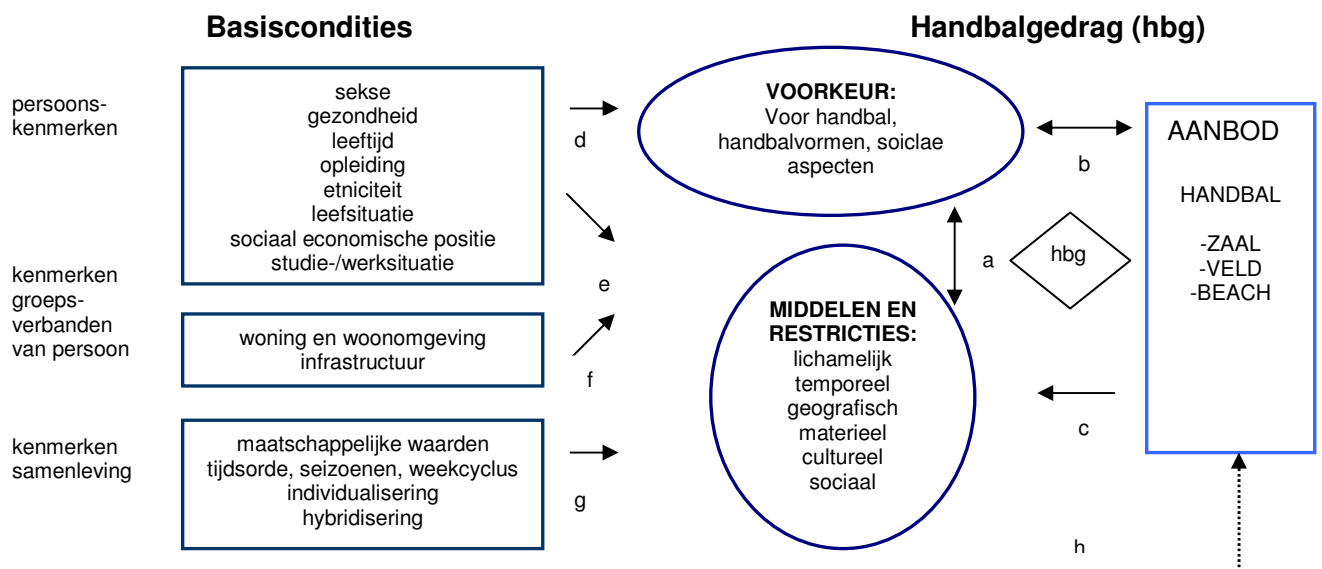 Basiscondities
Handbalgedrag (hbg)
persoons-
kenmerken
sekse
gezondheid
leeftijd
opleiding
etniciteit
leefsituatie
sociaal economische positie
studie-/werksituatie
d
VOORKEUR:
Voor handbal,
handbalvormen, soiclae
aspecten
b
AANBOD
HANDBAL
-ZAAL
-VELD
-BEACH
a
hbg
kenmerken
groeps-
verbanden
van persoon
e
woning en woonomgeving
infrastructuur
f
MIDDELEN EN
RESTRICTIES:
lichamelijk
temporeel
geografisch
materieel
cultureel
sociaal
c
kenmerken
samenleving
maatschappelijke waarden
tijdsorde, seizoenen, weekcyclus
individualisering
hybridisering
g
h